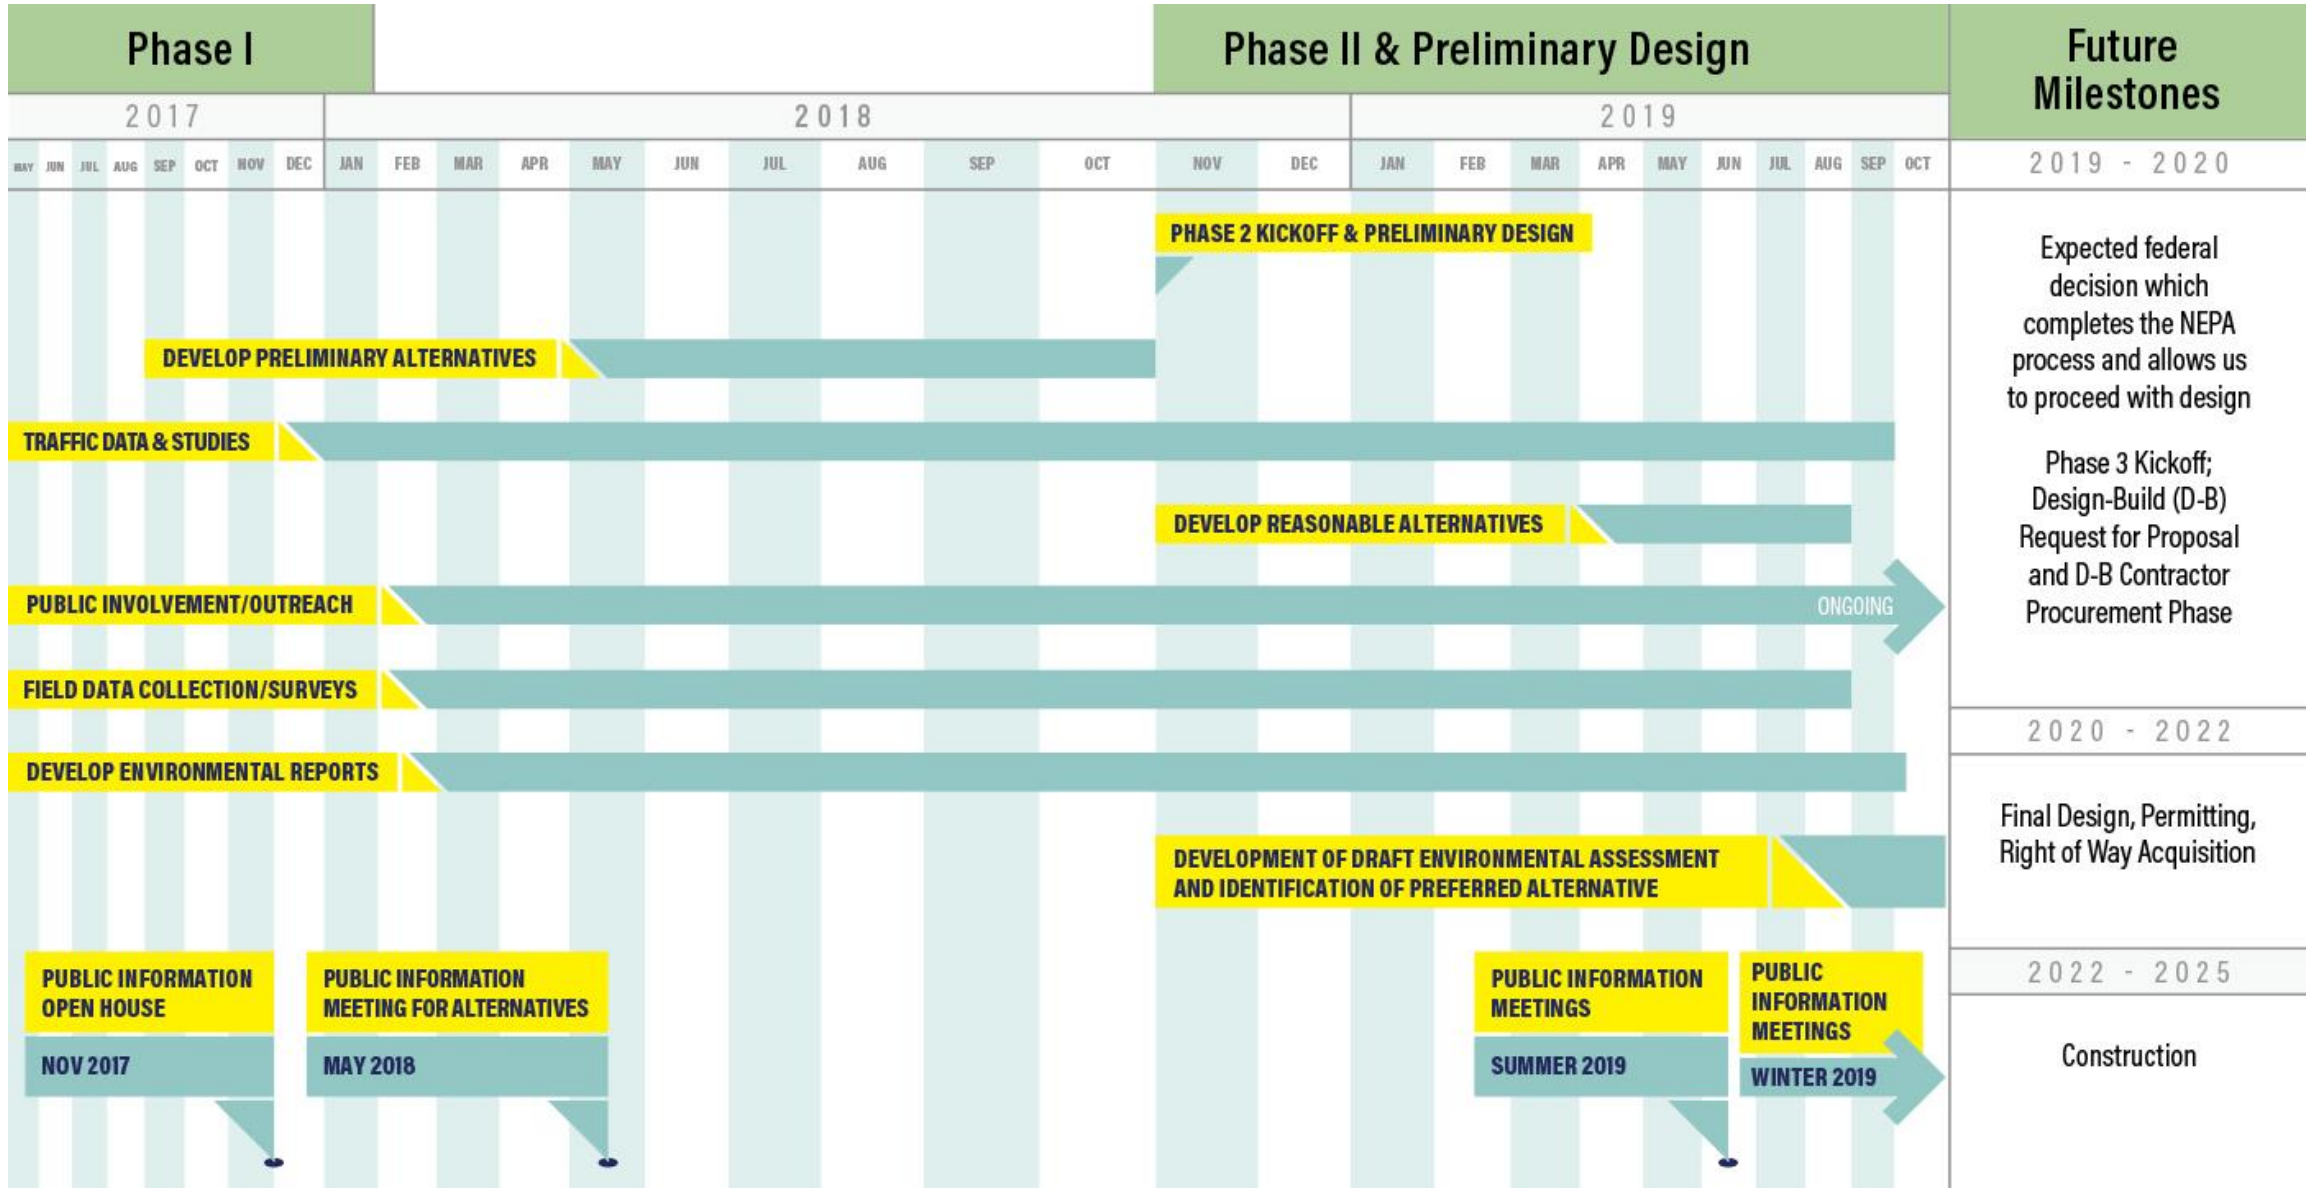 Phase I
Phase II & Preliminary Design
Future
Milestones
2017
2018
2019
MAY JUN JUL AUG SEP OCT NOV DEC JAN FEB MAR APR MAY JUN JUL AUG SEP OCT NOV DEC JAN FEB MAR APR MAY JUN JUL AUG SEP OCT
2019 - 2020
PHASE 2 KICKOFF & PRELIMINARY DESIGN
DEVELOP PRELIMINARY ALTERNATIVES
TRAFFIC DATA & STUDIES
DEVELOP REASONABLE ALTERNATIVES
PUBLIC INVOLVEMENT/OUTREACH
ONGOING
FIELD DATA COLLECTION/SURVEYS
DEVELOP ENVIRONMENTAL REPORTS
DEVELOPMENT OF DRAFT ENVIRONMENTAL ASSESSMENT
AND IDENTIFICATION OF PREFERRED ALTERNATIVE
PUBLIC INFORMATION
OPEN HOUSE
NOV 2017
PUBLIC INFORMATION
MEETING FOR ALTERNATIVES
MAY 2018
PUBLIC INFORMATION
MEETINGS
SUMMER 2019
PUBLIC
INFORMATION
MEETINGS
WINTER 2019
Expected federal
decision which
completes the NEPA
process and allows us
to proceed with design
Phase 3 Kickoff;
Design-Build (D-B)
Request for Proposal
and D-B Contractor
Procurement Phase
2020 - 2022
Final Design, Permitting,
Right of Way Acquisition
2022 - 2025
Construction